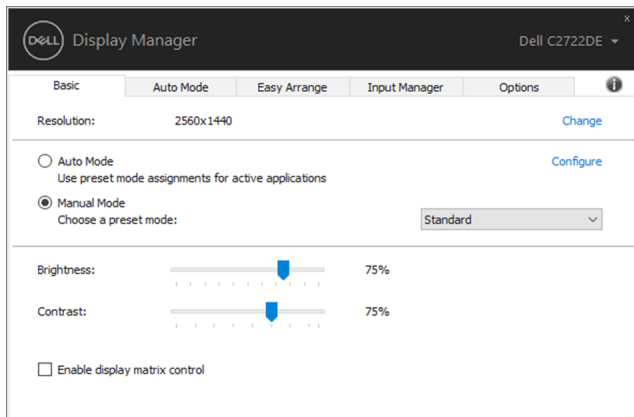 x
DELL Display Manager Dell C2722DE
Basic Auto Mode Easy Arrange Input Manager Options i
Resolution: 2560x1440 Change
Auto Mode Configure
Use preset mode assignments for active applications
Manual Mode
Choose a preset mode: Standard
Brightness: 75%
Contrast: 75%
Enable display matrix control